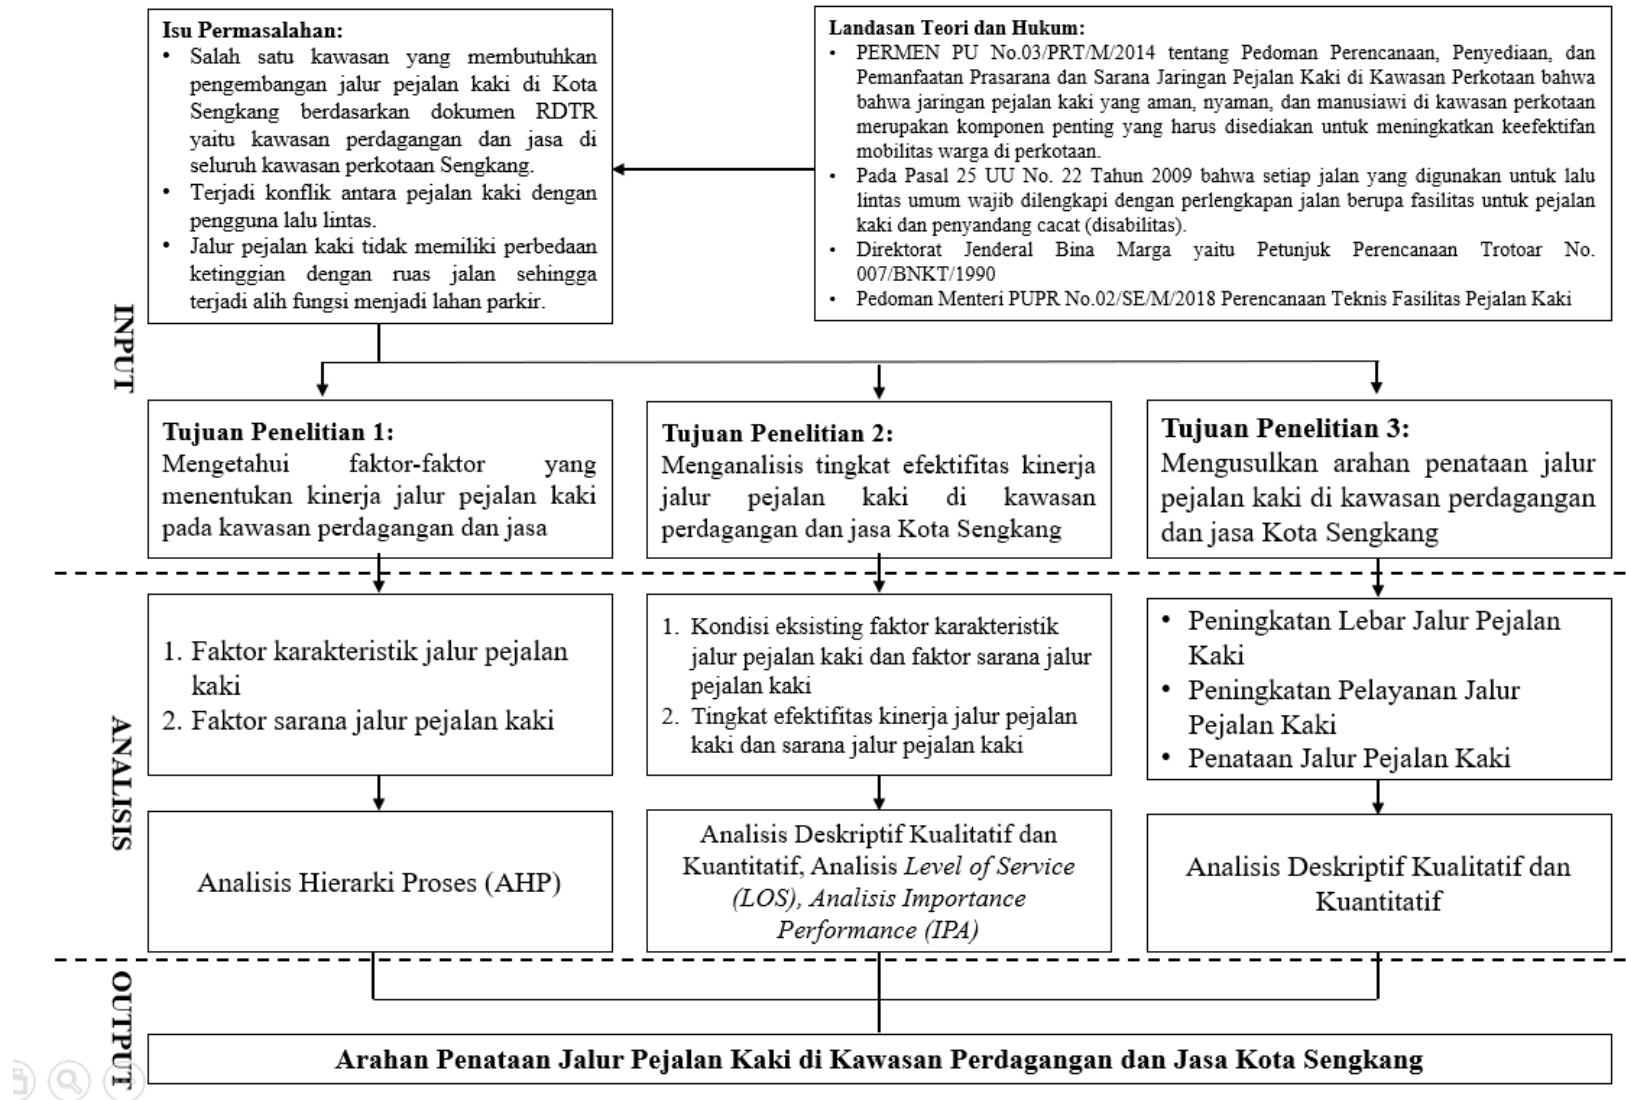 Isu Permasalahan:
• Salah satu kawasan yang membutuhkan
pengembangan jalur pejalan kaki di Kota
Sengkang berdasarkan dokumen RDTR
yaitu kawasan perdagangan dan jasa di
seluruh kawasan perkotaan Sengkang.
• Terjadi konflik antara pejalan kaki dengan
pengguna lalu lintas.
• Jalur pejalan kaki tidak memiliki perbedaan
ketinggian dengan ruas jalan sehingga
terjadi alih fungsi menjadi lahan parkir.
Landasan Teori dan Hukum:
• PERMEN PU No.03/PRT/M/2014 tentang Pedoman Perencanaan, Penyediaan, dan
Pemanfaatan Prasarana dan Sarana Jaringan Pejalan Kaki di Kawasan Perkotaan bahwa
bahwa jaringan pejalan kaki yang aman, nyaman, dan manusiawi di kawasan perkotaan
merupakan komponen penting yang harus disediakan untuk meningkatkan keefektifan
mobilitas warga di perkotaan.
• Pada Pasal 25 UU No. 22 Tahun 2009 bahwa setiap jalan yang digunakan untuk lalu
lintas umum wajib dilengkapi dengan perlengkapan jalan berupa fasilitas untuk pejalan
kaki dan penyandang cacat (disabilitas).
• Direktorat Jenderal Bina Marga yaitu Petunjuk Perencanaan Trotoar No.
007/BNKT/1990
• Pedoman Menteri PUPR No.02/SE/M/2018 Perencanaan Teknis Fasilitas Pejalan Kaki
INPUT
Tujuan Penelitian 1:
Mengetahui faktor-faktor yang
menentukan kinerja jalur pejalan kaki
pada kawasan perdagangan dan jasa
Tujuan Penelitian 2:
Menganalisis tingkat efektifitas kinerja
jalur pejalan kaki di kawasan
perdagangan dan jasa Kota Sengkang
Tujuan Penelitian 3:
Mengusulkan arahan penataan jalur
pejalan kaki di kawasan perdagangan
dan jasa Kota Sengkang
ANALISIS
1. Faktor karakteristik jalur pejalan
kaki
2. Faktor sarana jalur pejalan kaki
1. Kondisi eksisting faktor karakteristik
jalur pejalan kaki dan faktor sarana jalur
pejalan kaki
2. Tingkat efektifitas kinerja jalur pejalan
kaki dan sarana jalur pejalan kaki
• Peningkatan Lebar Jalur Pejalan
Kaki
• Peningkatan Pelayanan Jalur
Pejalan Kaki
• Penataan Jalur Pejalan Kaki
Analisis Hierarki Proses (AHP)
Analisis Deskriptif Kualitatif dan
Kuantitatif, Analisis Level of Service
(LOS), Analisis Importance
Performance (IPA)
Analisis Deskriptif Kualitatif dan
Kuantitatif
OUTPUT
Arahan Penataan Jalur Pejalan Kaki di Kawasan Perdagangan dan Jasa Kota Sengkang